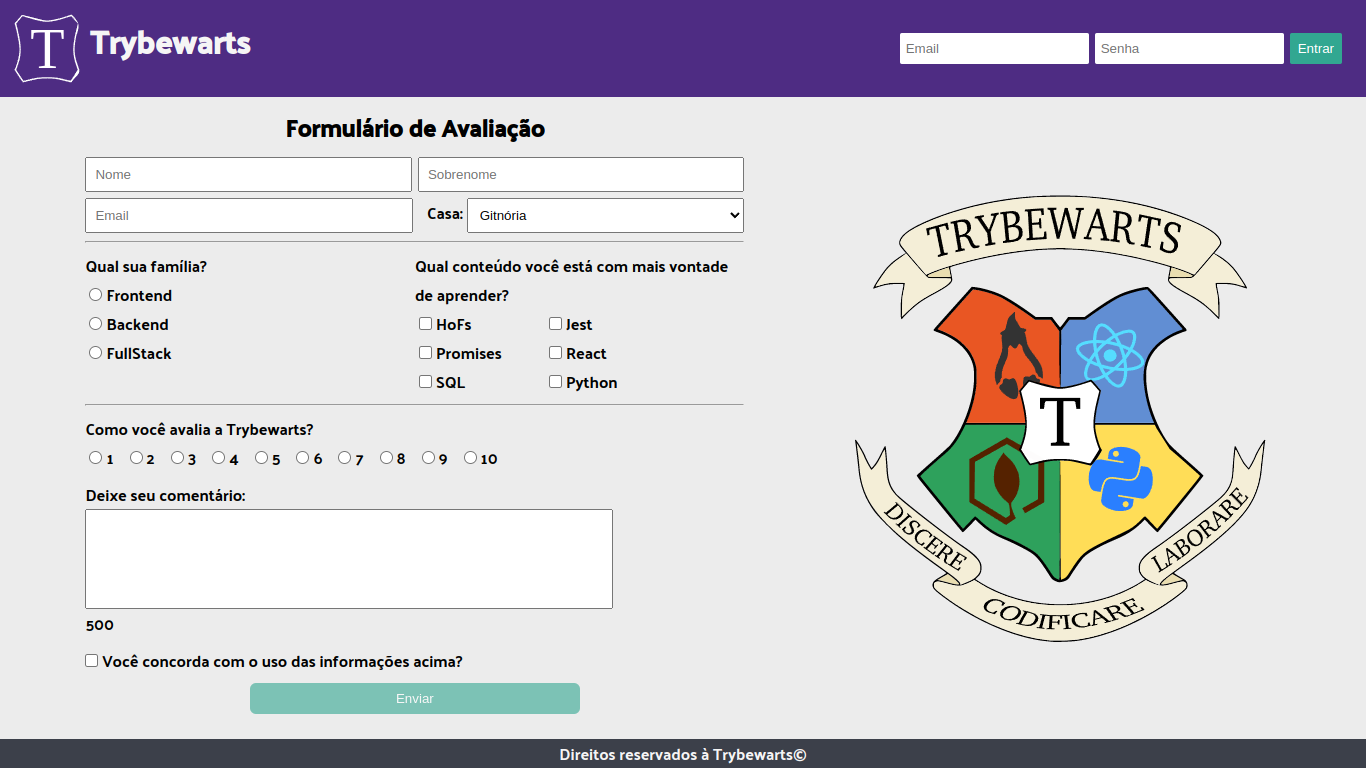 T Trybewarts
Email Senha Entrar
Formulário de Avaliação
Nome Sobrenome
Email Casa: Gitnória
Qual sua família?
Frontend
Backend
FullStack
Qual conteúdo você está com mais vontade
de aprender?
HoFs Jest
Promises React
SQL Python
Como você avalia a Trybewarts?
1 2 3 4 5 6 7 8 9 10
Deixe seu comentário:
500
Você concorda com o uso das informações acima?
Enviar
TRYBEWARTS
T
DISCERE
CODIFICARE
LABORARE
Direitos reservados à Trybewarts©